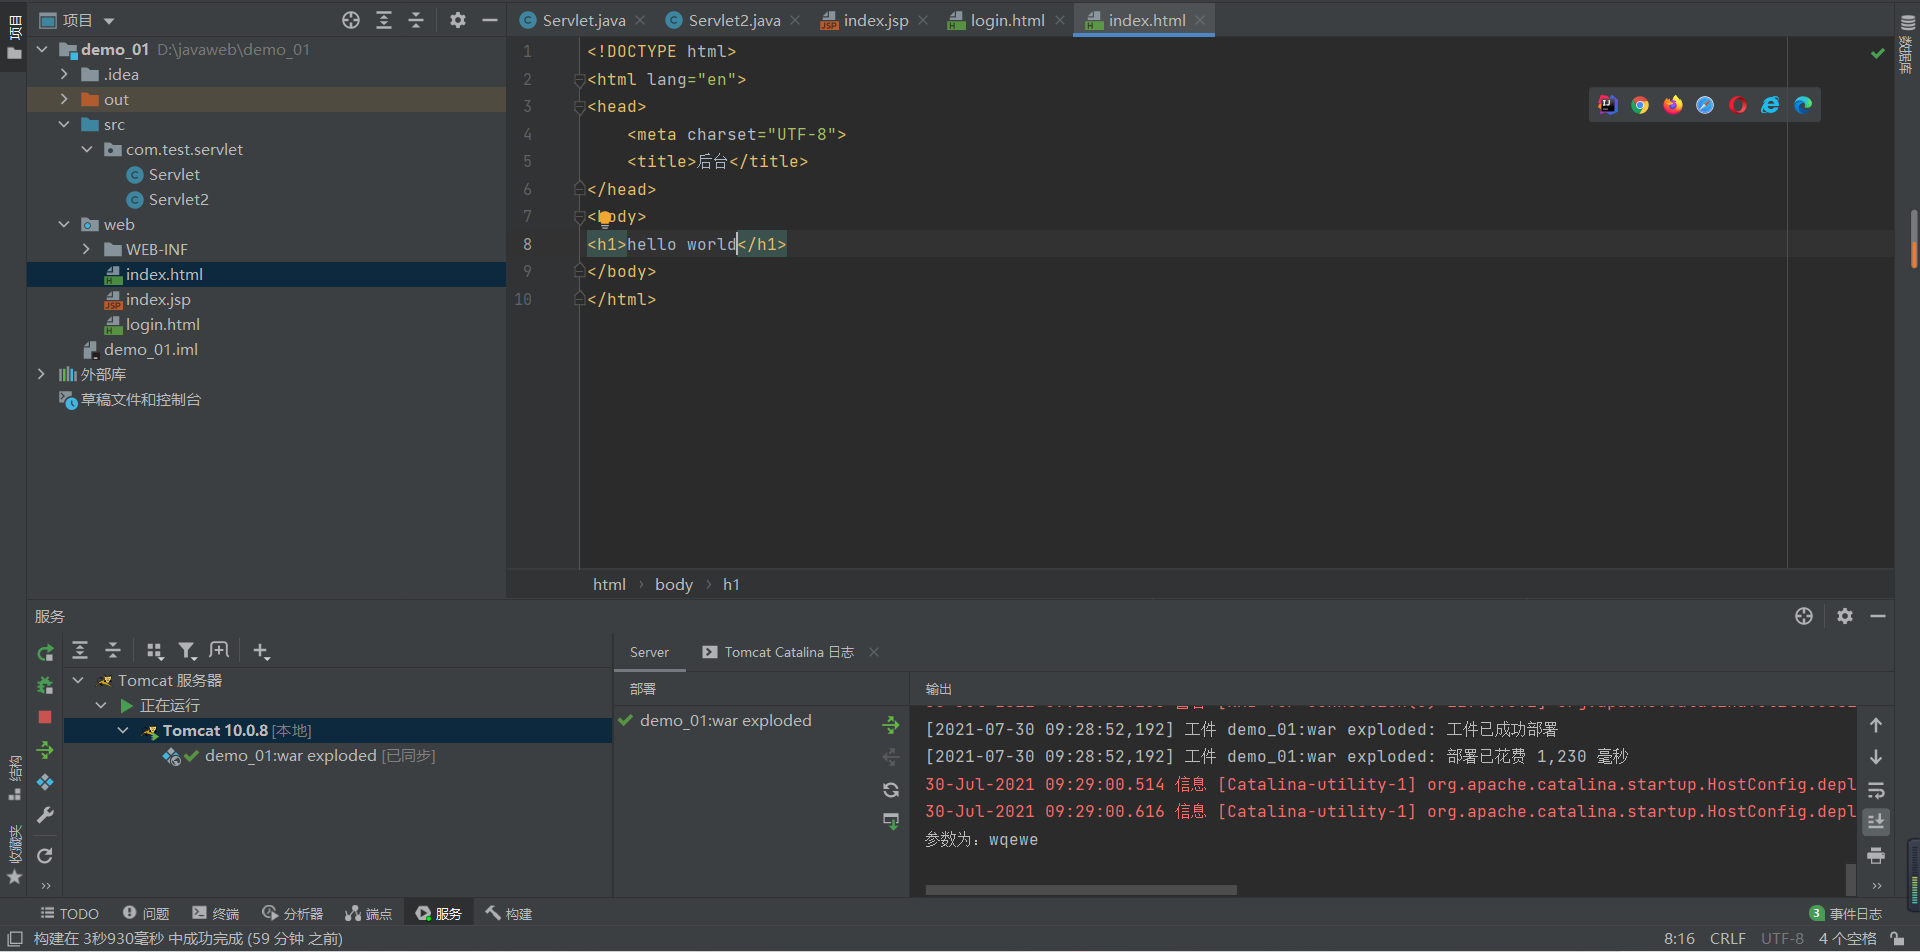 项目
Servlet.java
Servlet2.java
index.jsp
login.html
index.html
项目
数据库
demo_01 D:\javaweb\demo_01
.idea
out
src
com.test.servlet
Servlet
Servlet2
web
WEB-INF
index.html
index.jsp
login.html
demo_01.iml
外部库
草稿文件和控制台
1 <!DOCTYPE html>
2 <html lang="en">
3 <head>
4 <meta charset="UTF-8">
5 <title>后台</title>
6 </head>
7 <body>
8 <h1>hello world</h1>
9 </body>
10 </html>
html › body › h1
服务
Server
Tomcat Catalina 日志
部署
输出
Tomcat 服务器
正在运行
Tomcat 10.0.8 [本地]
demo_01:war exploded [已同步]
demo_01:war exploded
[2021-07-30 09:28:52,192] 工件 demo_01:war exploded: 工件已成功部署
[2021-07-30 09:28:52,192] 工件 demo_01:war exploded: 部署已花费 1,230 毫秒
30-Jul-2021 09:29:00.514 信息 [Catalina-utility-1] org.apache.catalina.startup.HostConfig.depl
30-Jul-2021 09:29:00.616 信息 [Catalina-utility-1] org.apache.catalina.startup.HostConfig.depl
参数为: wqewe
结构
收藏夹
TODO
问题
终端
分析器
端点
服务
构建
3 事件日志
构建在 3秒930毫秒 中成功完成 (59 分钟 之前)
8:16 CRLF UTF-8 4 个空格